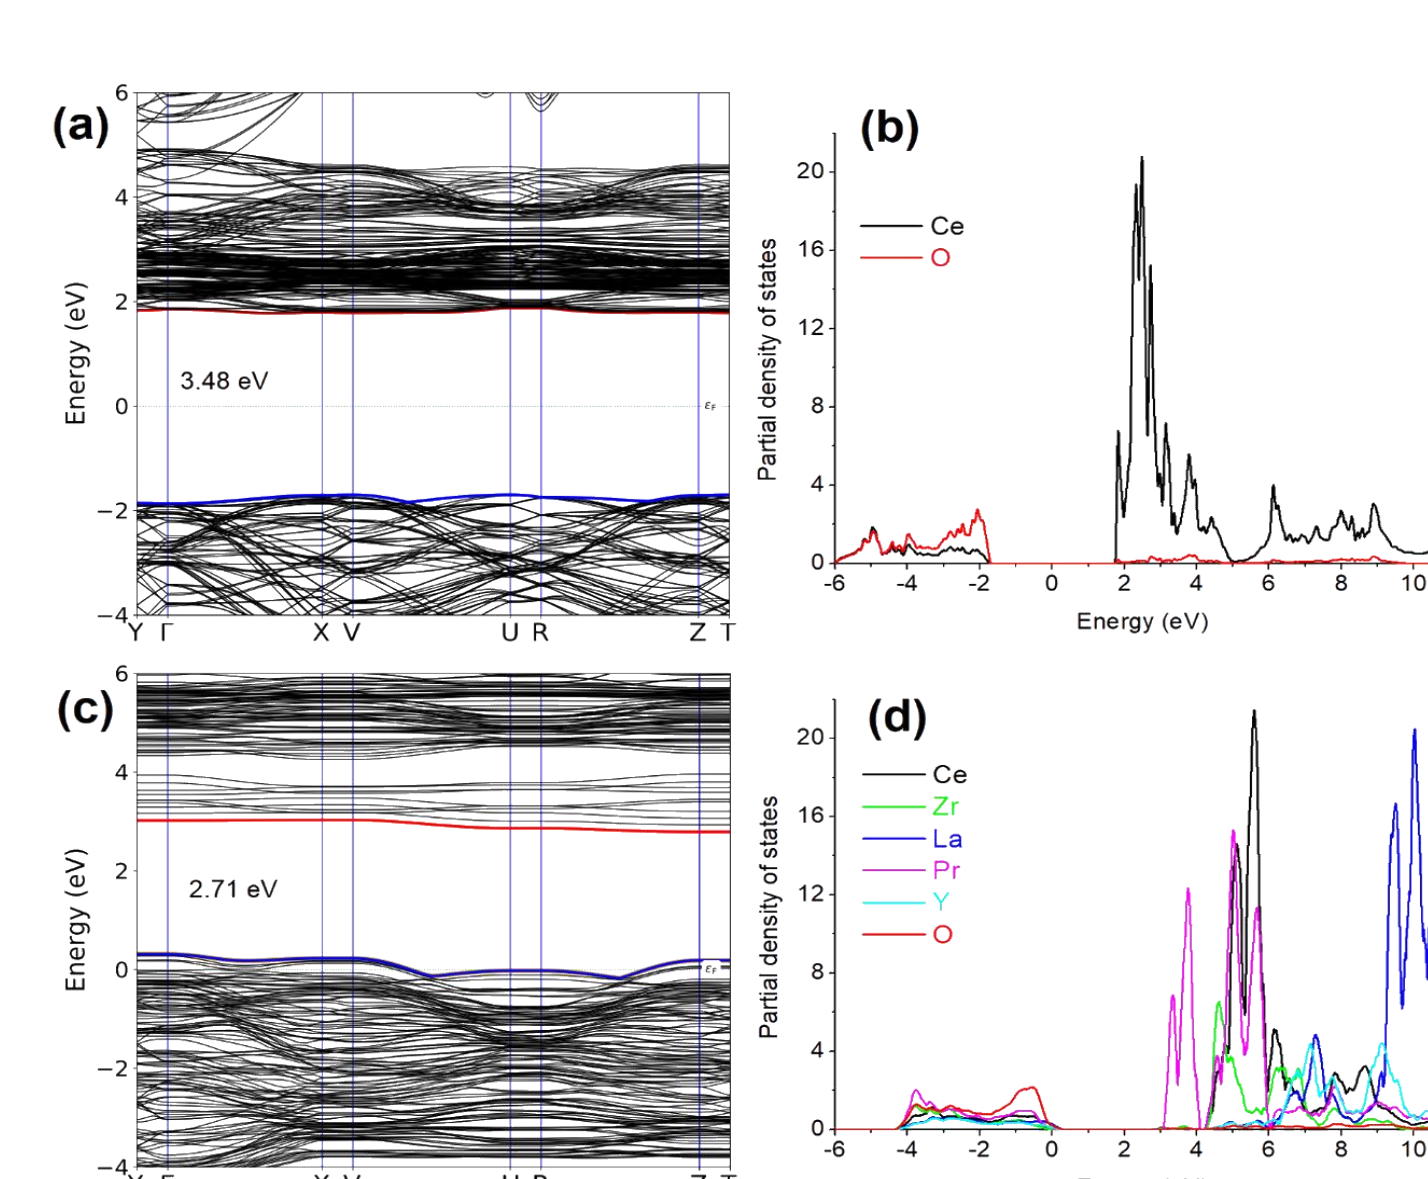 (a)
6
4
2
0
−2
−4
Energy (eV)
3.48 eV
εF
Y Γ X V U R Z T
(b)
20
16
12
8
4
0
Partial density of states
Ce
O
-6 -4 -2 0 2 4 6 8 10
Energy (eV)
(c)
6
4
2
0
−2
−4
Energy (eV)
2.71 eV
εF
(d)
20
16
12
8
4
0
Partial density of states
Ce
Zr
La
Pr
Y
O
-6 -4 -2 0 2 4 6 8 10